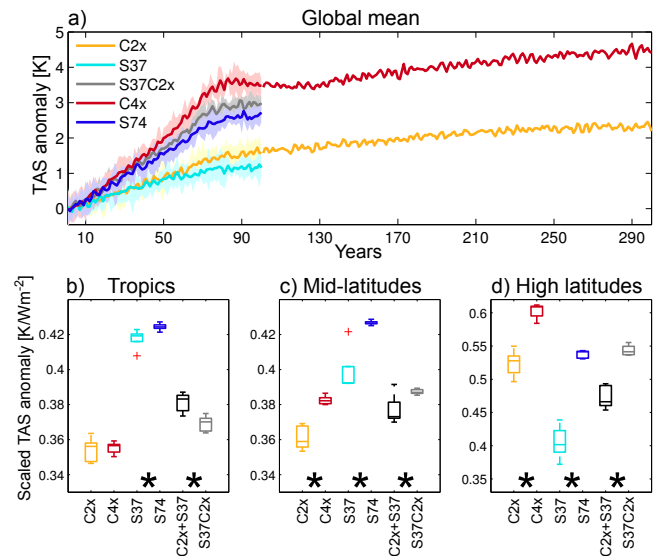 a) Global mean
TAS anomaly [K]
5
4
3
2
1
0
C2x
S37
S37C2x
C4x
S74
10 50 90 130 170 210 250 290
Years
Scaled TAS anomaly [K/Wm-2]
b) Tropics
0.42
0.4
0.38
0.36
0.34
C2x C4x S37 S74 C2x+S37 S37C2x
* *
c) Mid-latitudes
0.42
0.4
0.38
0.36
0.34
C2x C4x S37 S74 C2x+S37 S37C2x
* * *
d) High latitudes
0.6
0.55
0.5
0.45
0.4
0.35
C2x C4x S37 S74 C2x+S37 S37C2x
* * *